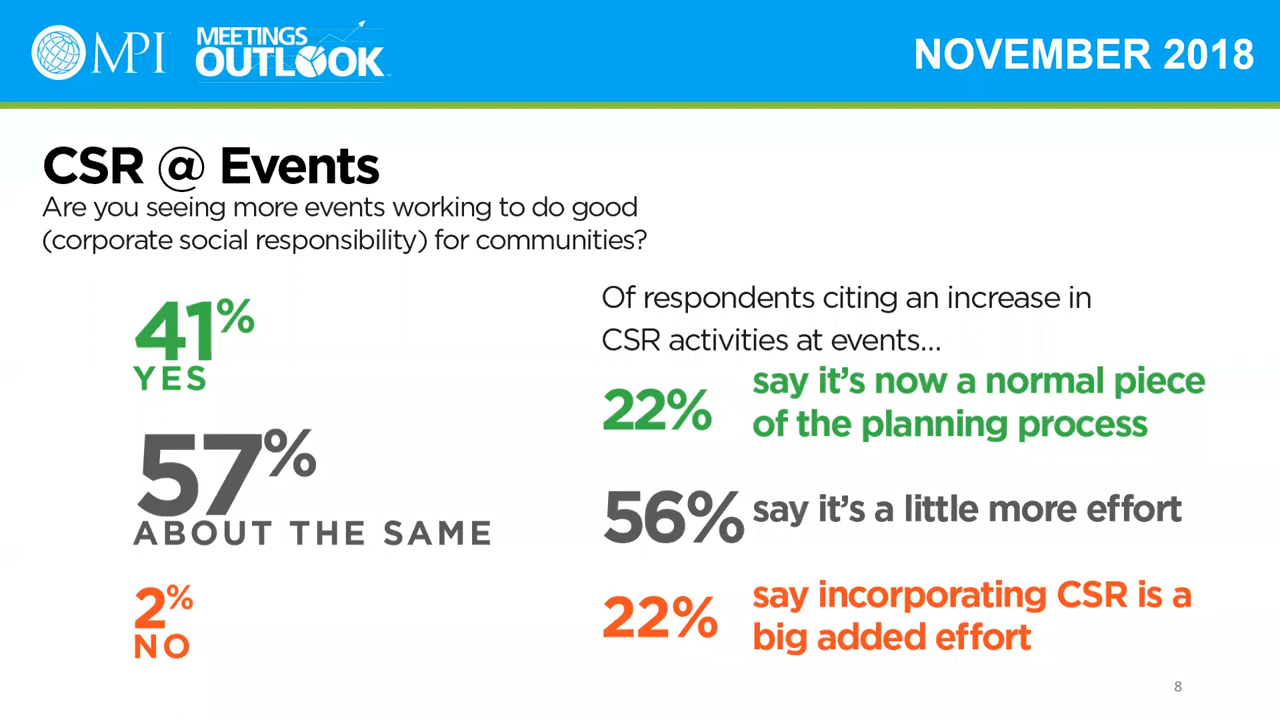 MPI
MEETINGS
OUTLOOK
NOVEMBER 2018
CSR @ Events
Are you seeing more events working to do good
(corporate social responsibility) for communities?
41%
YES
57%
ABOUT THE SAME
2%
NO
Of respondents citing an increase in
CSR activities at events...
22%
say it's now a normal piece
of the planning process
56%
say it's a little more effort
22%
say incorporating CSR is a
big added effort
8